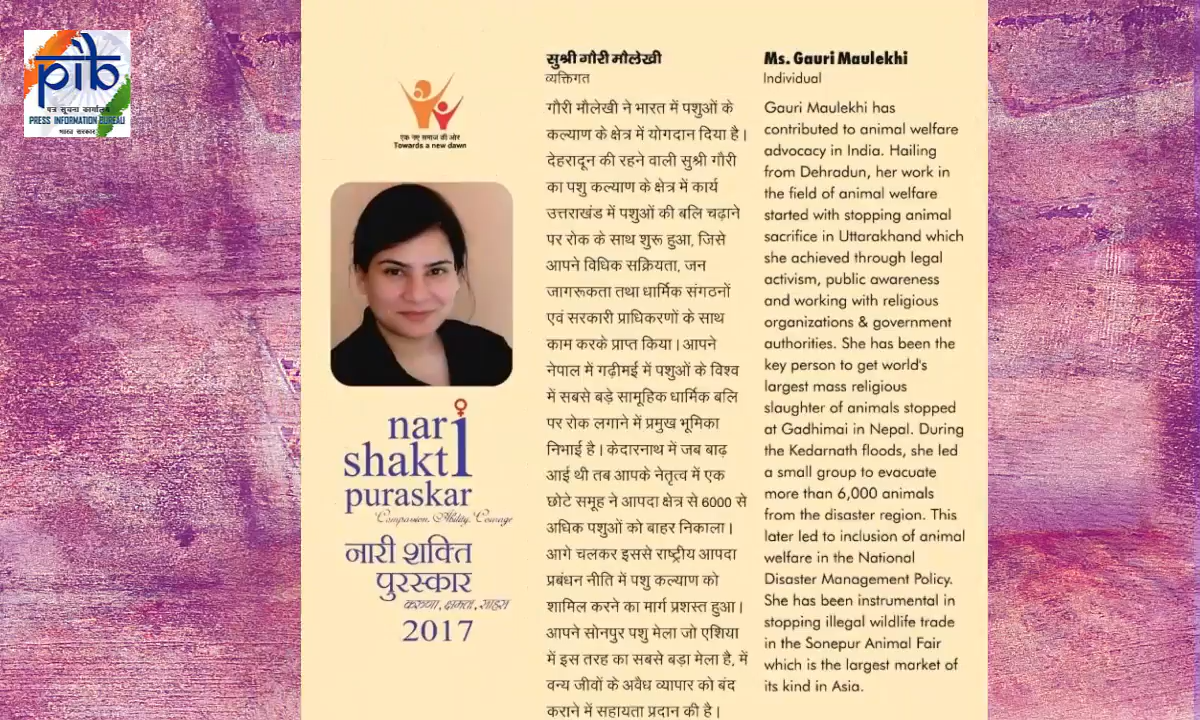 pib
पत्र सूचना कार्यालय
PRESS INFORMATION BUREAU
भारत सरकार
एक नए समाज की ओर
Towards a new dawn
nari
shakti
puraskar
Compassion, Ability, Courage
नारी शक्ति
पुरस्कार
करुणा, क्षमता, साहस
2017
सुश्री गौरी मौलेखी
व्यक्तिगत
गौरी मौलेखी ने भारत में पशुओं के
कल्याण के क्षेत्र में योगदान दिया है।
देहरादून की रहने वाली सुश्री गौरी
का पशु कल्याण के क्षेत्र में कार्य
उत्तराखंड में पशुओं की बलि चढ़ाने
पर रोक के साथ शुरू हुआ, जिसे
आपने विधिक सक्रियता, जन
जागरूकता तथा धार्मिक संगठनों
एवं सरकारी प्राधिकरणों के साथ
काम करके प्राप्त किया। आपने
नेपाल में गढ़ीमई में पशुओं के विश्व
में सबसे बड़े सामूहिक धार्मिक बलि
पर रोक लगाने में प्रमुख भूमिका
निभाई है। केदारनाथ में जब बाढ़
आई थी तब आपके नेतृत्व में एक
छोटे समूह ने आपदा क्षेत्र से 6000 से
अधिक पशुओं को बाहर निकाला।
आगे चलकर इससे राष्ट्रीय आपदा
प्रबंधन नीति में पशु कल्याण को
शामिल करने का मार्ग प्रशस्त हुआ।
आपने सोनपुर पशु मेला जो एशिया
में इस तरह का सबसे बड़ा मेला है, में
वन्य जीवों के अवैध व्यापार को बंद
कराने में सहायता प्रदान की है।
Ms. Gauri Maulekhi
Individual
Gauri Maulekhi has
contributed to animal welfare
advocacy in India. Hailing
from Dehradun, her work in
the field of animal welfare
started with stopping animal
sacrifice in Uttarakhand which
she achieved through legal
activism, public awareness
and working with religious
organizations & government
authorities. She has been the
key person to get world's
largest mass religious
slaughter of animals stopped
at Gadhimai in Nepal. During
the Kedarnath floods, she led
a small group to evacuate
more than 6,000 animals
from the disaster region. This
later led to inclusion of animal
welfare in the National
Disaster Management Policy.
She has been instrumental in
stopping illegal wildlife trade
in the Sonepur Animal Fair
which is the largest market of
its kind in Asia.